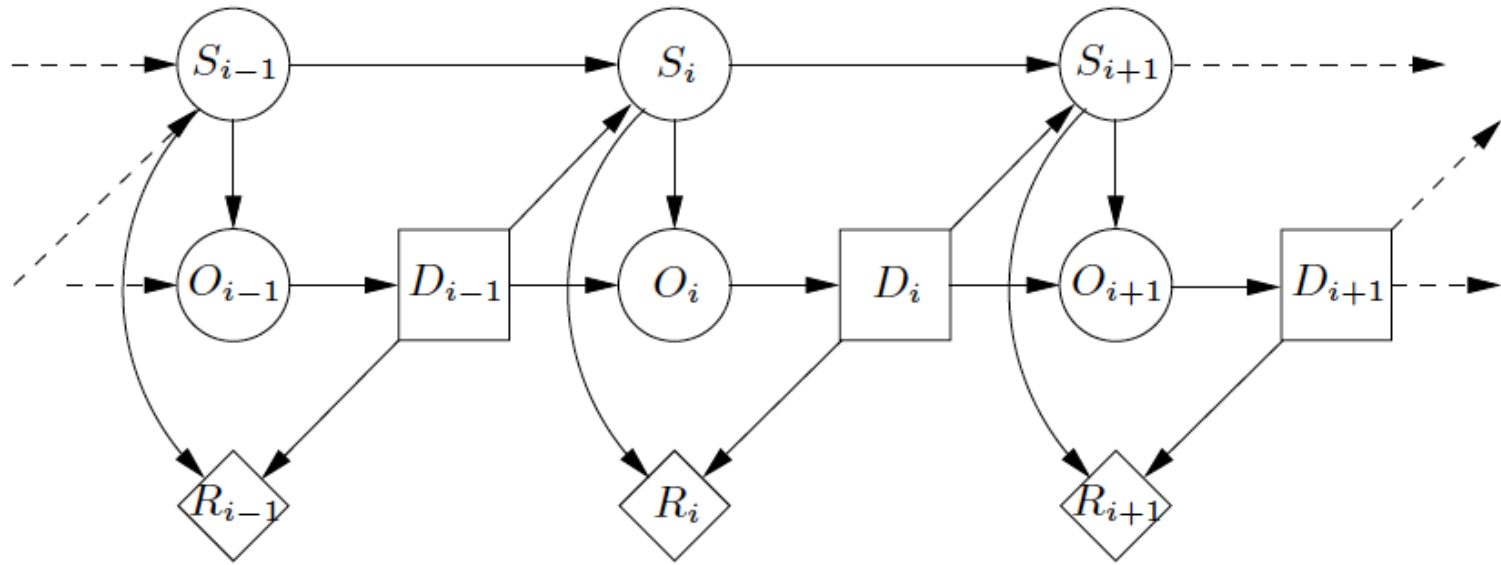 S_{i−1} S_i S_{i+1}
O_{i−1} D_{i−1} O_i D_i O_{i+1} D_{i+1}
R_{i−1} R_i R_{i+1}